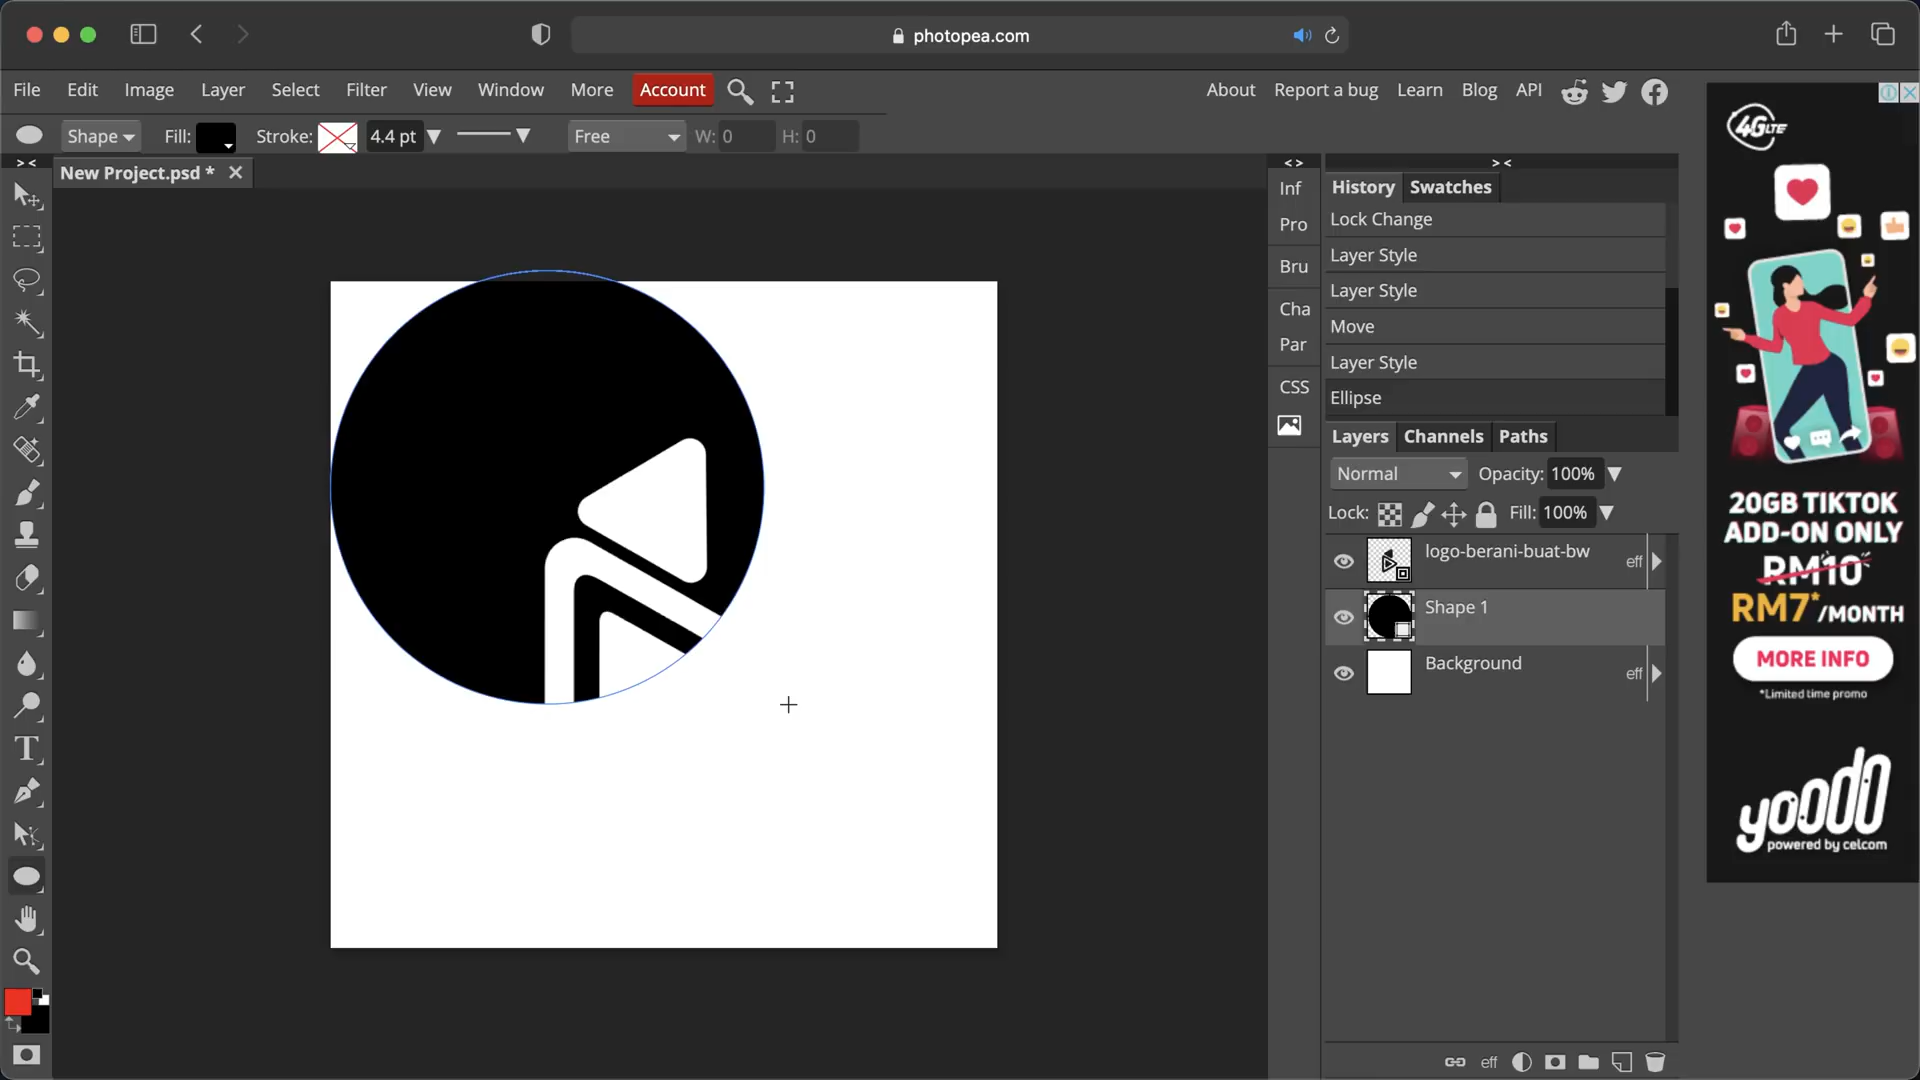 photopea.com
File Edit Image Layer Select Filter View Window More Account
About Report a bug Learn Blog API
Shape Fill: Stroke: 4.4 pt Free W: 0 H: 0
> <
New Project.psd *
< >
Inf
Pro
Bru
Cha
Par
CSS
> <
History Swatches
Lock Change
Layer Style
Layer Style
Move
Layer Style
Ellipse
Layers Channels Paths
Normal Opacity: 100%
Lock: Fill: 100%
logo-berani-buat-bw eff
Shape 1
Background eff
eff
4G LTE
20GB TIKTOK
ADD-ON ONLY
RM10*
RM7*/MONTH
MORE INFO
*Limited time promo
yoodo
powered by celcom